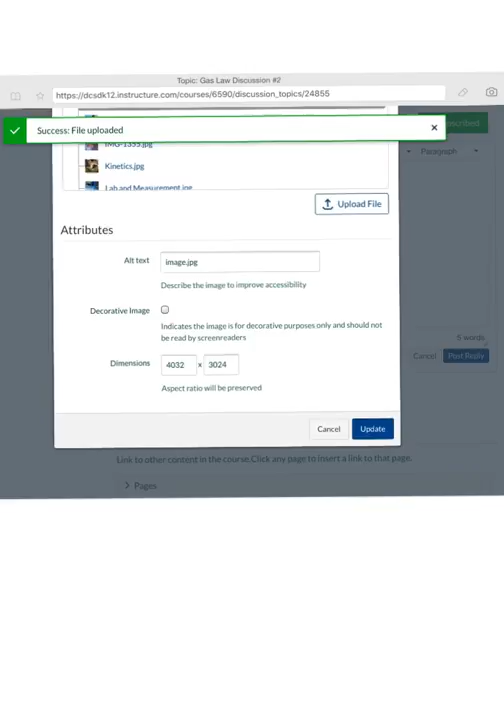 Topic: Gas Law Discussion #2
https://dcsdk12.instructure.com/courses/6590/discussion_topics/24855
Success: File uploaded
×
IMG-1355.jpg
Paragraph
Kinetics.jpg
Lab and Measurement.jpg
Upload File
Attributes
Alt text
image.jpg
Describe the image to improve accessibility
Decorative Image
Indicates the image is for decorative purposes only and should not
be read by screenreaders
Dimensions
4032 x 3024
Aspect ratio will be preserved
5 words
Cancel Post Reply
Cancel Update
Link to other content in the course.Click any page to insert a link to that page.
Pages